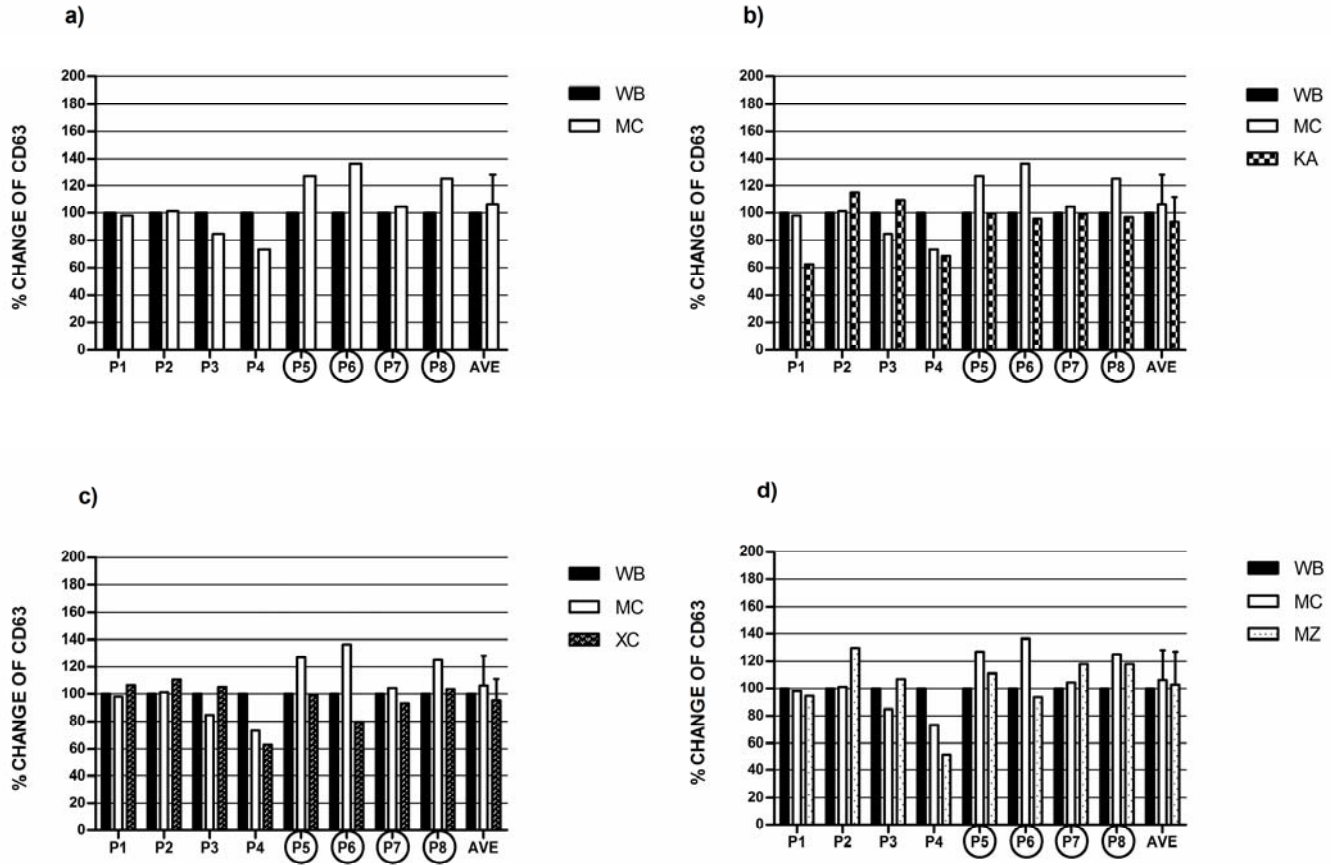 a)
% CHANGE OF CD63
200
180
160
140
120
100
80
60
40
20
0
P1 P2 P3 P4 P5 P6 P7 P8 AVE
WB
MC
b)
% CHANGE OF CD63
200
180
160
140
120
100
80
60
40
20
0
P1 P2 P3 P4 P5 P6 P7 P8 AVE
WB
MC
KA
c)
% CHANGE OF CD63
200
180
160
140
120
100
80
60
40
20
0
P1 P2 P3 P4 P5 P6 P7 P8 AVE
WB
MC
XC
d)
% CHANGE OF CD63
200
180
160
140
120
100
80
60
40
20
0
P1 P2 P3 P4 P5 P6 P7 P8 AVE
WB
MC
MZ